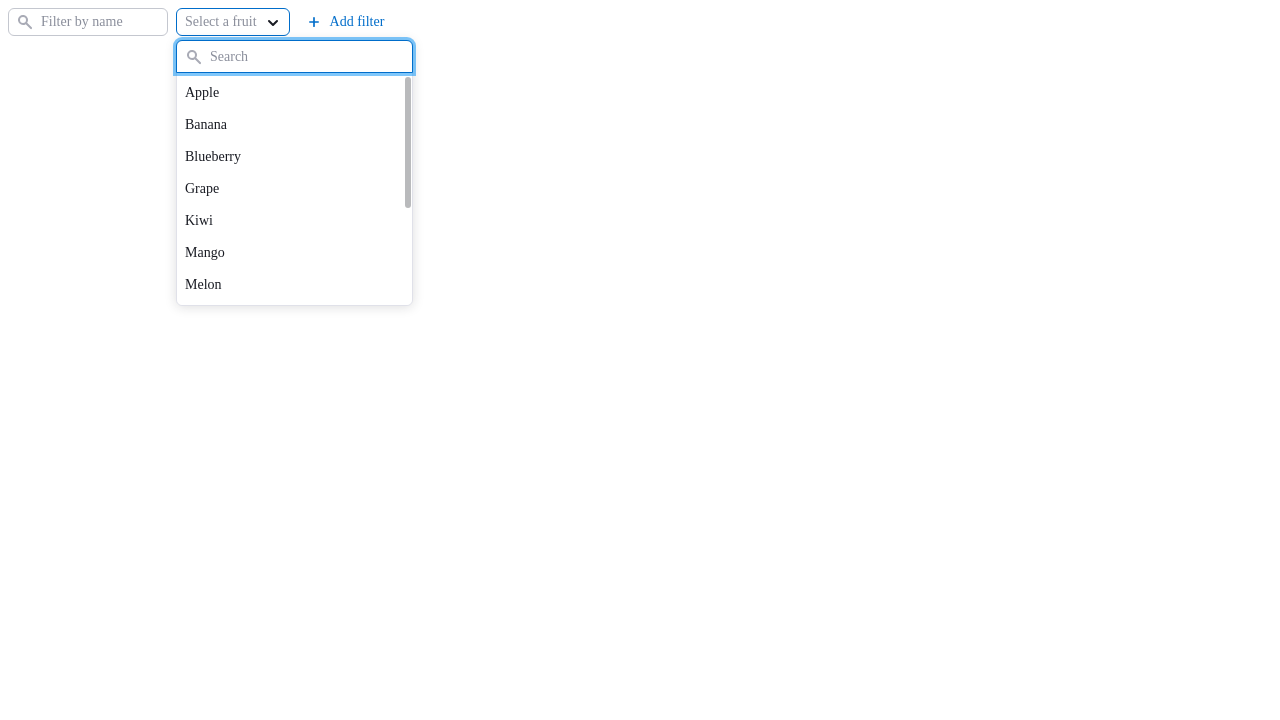 Filter by name
Select a fruit
Add filter
Search
Apple
Banana
Blueberry
Grape
Kiwi
Mango
Melon